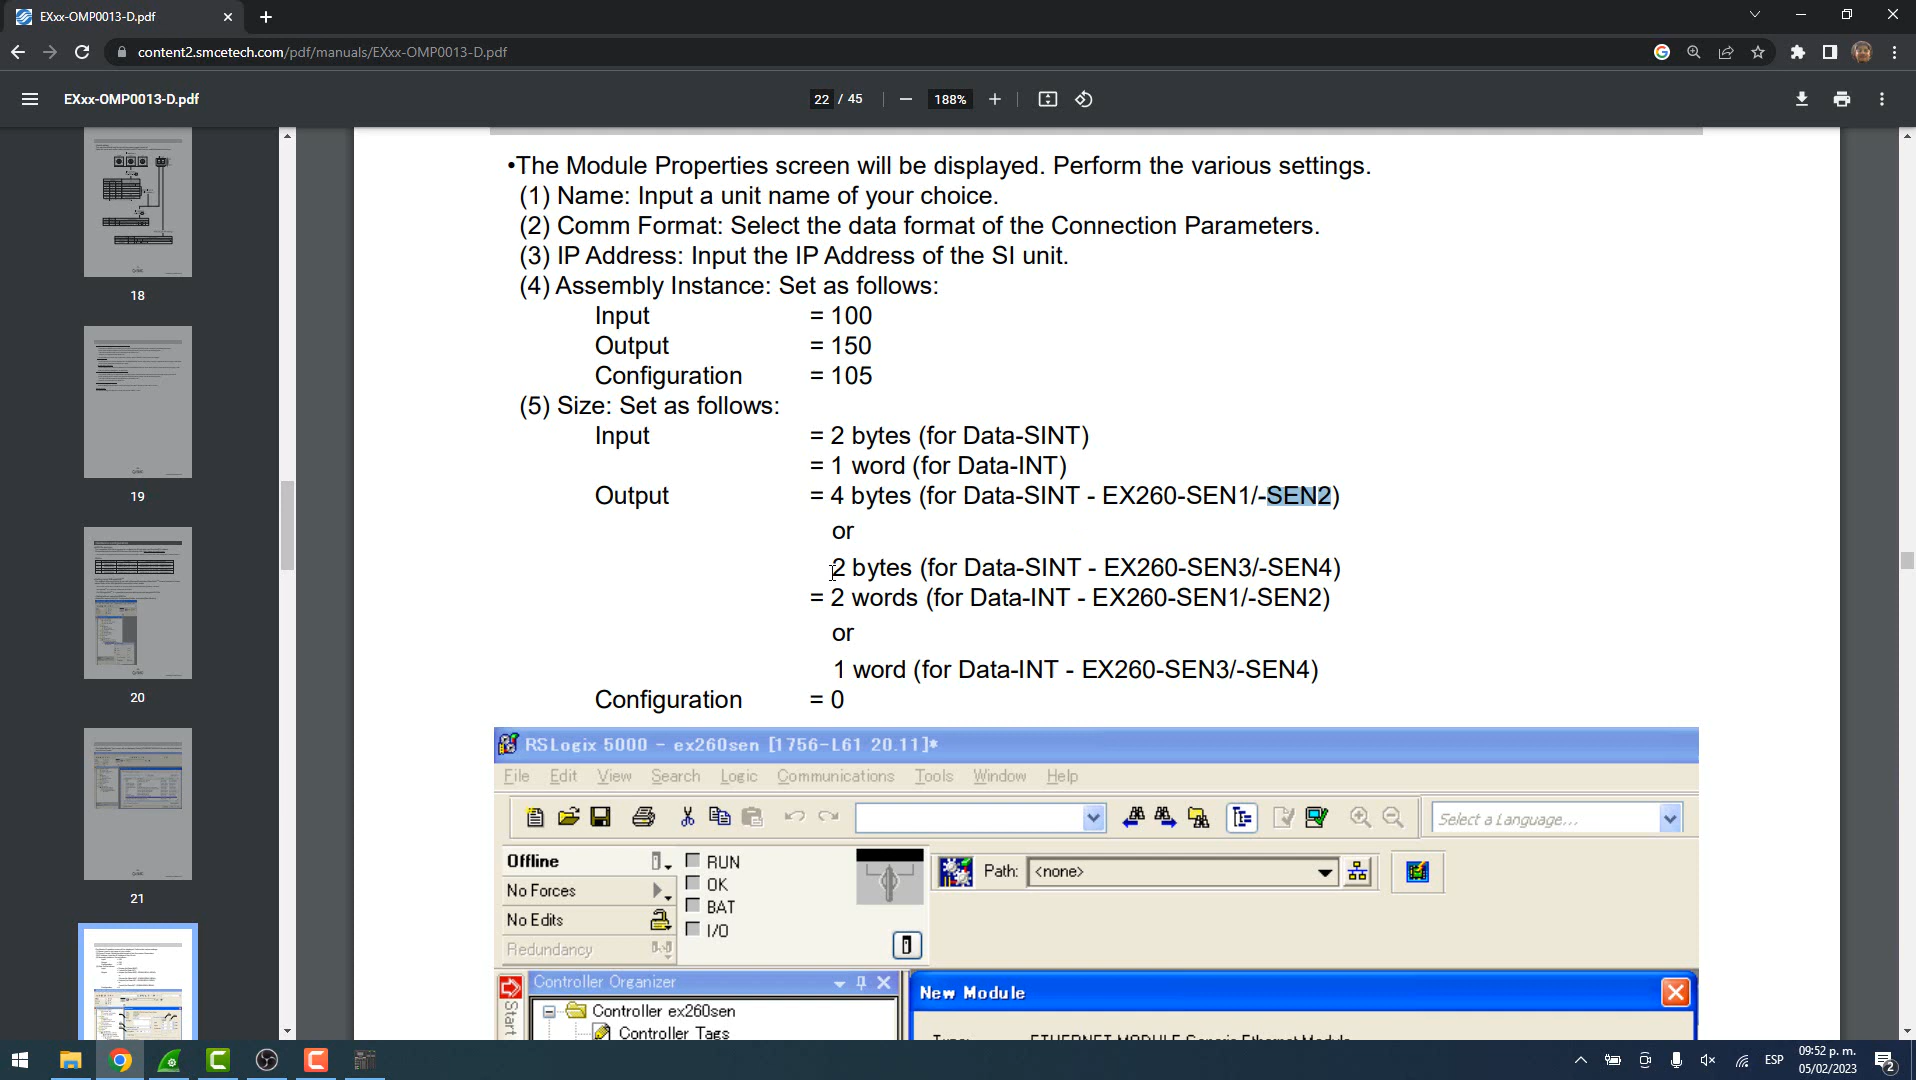 EXxx-OMP0013-D.pdf
content2.smcetech.com/pdf/manuals/EXxx-OMP0013-D.pdf
EXxx-OMP0013-D.pdf
22 / 45
188%
18
19
20
21
•The Module Properties screen will be displayed. Perform the various settings.
(1) Name: Input a unit name of your choice.
(2) Comm Format: Select the data format of the Connection Parameters.
(3) IP Address: Input the IP Address of the SI unit.
(4) Assembly Instance: Set as follows:
Input = 100
Output = 150
Configuration = 105
(5) Size: Set as follows:
Input = 2 bytes (for Data-SINT)
= 1 word (for Data-INT)
Output = 4 bytes (for Data-SINT - EX260-SEN1/-SEN2)
or
2 bytes (for Data-SINT - EX260-SEN3/-SEN4)
= 2 words (for Data-INT - EX260-SEN1/-SEN2)
or
1 word (for Data-INT - EX260-SEN3/-SEN4)
Configuration = 0
RSLogix 5000 - ex260sen [1756-L61 20.11]*
File Edit View Search Logic Communications Tools Window Help
Select a Language...
Offline
RUN
No Forces
OK
No Edits
BAT
Redundancy
I/O
Path: <none>
Controller Organizer
Start
Controller ex260sen
Controller Tags
New Module
ESP
09:52 p. m.
05/02/2023
2